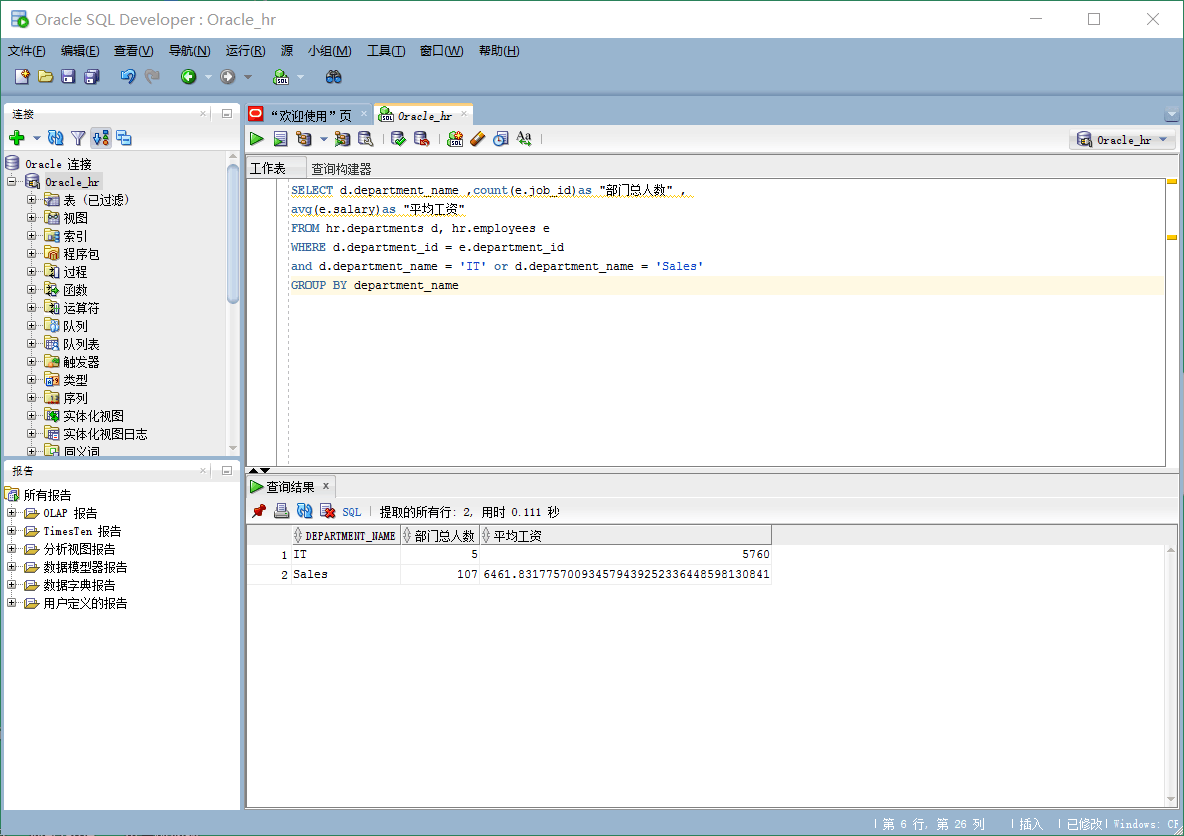 Oracle SQL Developer : Oracle_hr
文件(F) 编辑(E) 查看(V) 导航(N) 运行(R) 源 小组(M) 工具(T) 窗口(W) 帮助(H)
连接
Oracle 连接
Oracle_hr
表 (已过滤)
视图
索引
程序包
过程
函数
运算符
队列
队列表
触发器
类型
序列
实体化视图
实体化视图日志
同义词
报告
所有报告
OLAP 报告
TimesTen 报告
分析视图报告
数据模型器报告
数据字典报告
用户定义的报告
“欢迎使用”页 Oracle_hr
Oracle_hr
工作表 查询构建器
SELECT d.department_name ,count(e.job_id)as "部门总人数" ,
avg(e.salary)as "平均工资"
FROM hr.departments d, hr.employees e
WHERE d.department_id = e.department_id
and d.department_name = 'IT' or d.department_name = 'Sales'
GROUP BY department_name
查询结果 x
SQL | 提取的所有行: 2, 用时 0.111 秒
DEPARTMENT_NAME 部门总人数 平均工资
1 IT 5 5760
2 Sales 107 6461.83177570093457943925233644859813084​1
第 6 行, 第 26 列 | 插入 | 已修改 | Windows: CR